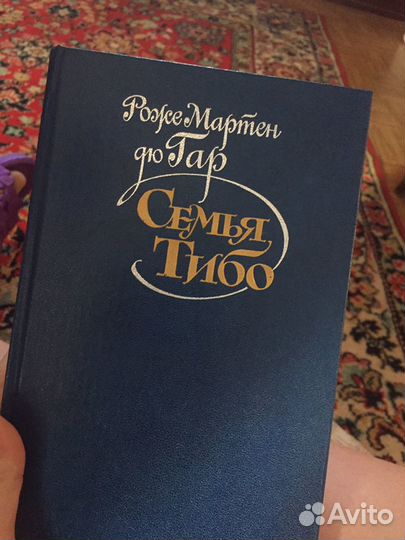 Роже Мартен
дю Гар
Семья
Тибо
Avito